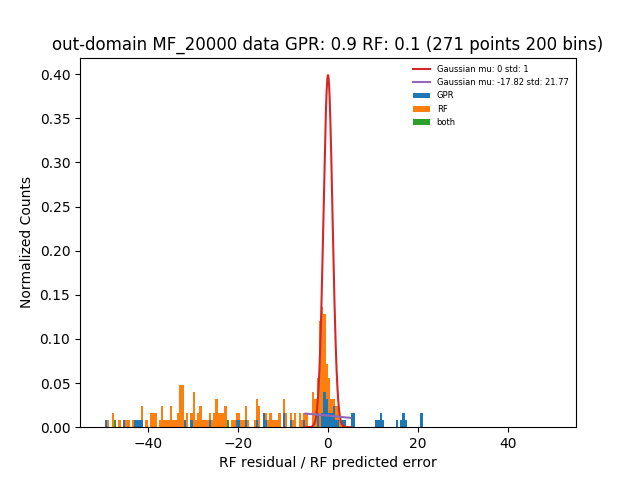 out-domain MF_20000 data GPR: 0.9 RF: 0.1 (271 points 200 bins)
Gaussian mu: 0 std: 1
Gaussian mu: -17.82 std: 21.77
GPR
RF
both
Normalized Counts
0.40
0.35
0.30
0.25
0.20
0.15
0.10
0.05
0.00
−40
−20
0
20
40
RF residual / RF predicted error